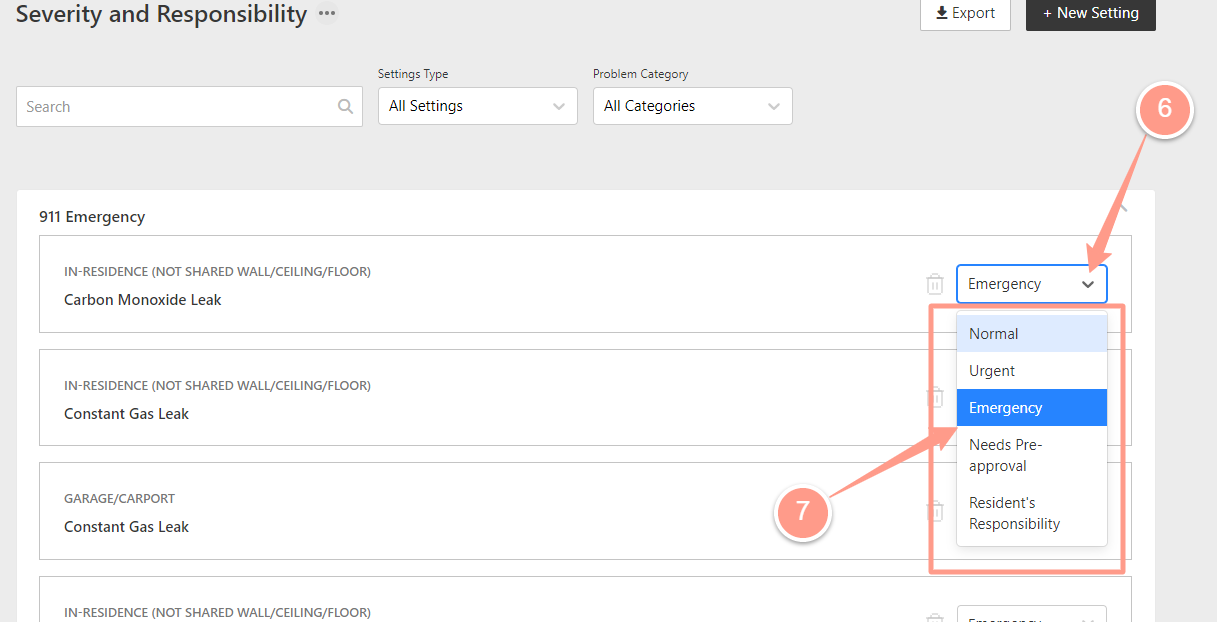 Severity and Responsibility
Export
+ New Setting
Settings Type
Problem Category
Search
All Settings
All Categories
6
911 Emergency
IN-RESIDENCE (NOT SHARED WALL/CEILING/FLOOR)
Carbon Monoxide Leak
Emergency
Normal
Urgent
Emergency
Needs Pre-
approval
Resident's
Responsibility
IN-RESIDENCE (NOT SHARED WALL/CEILING/FLOOR)
Constant Gas Leak
7
GARAGE/CARPORT
Constant Gas Leak
IN-RESIDENCE (NOT SHARED WALL/CEILING/FLOOR)
Emergency